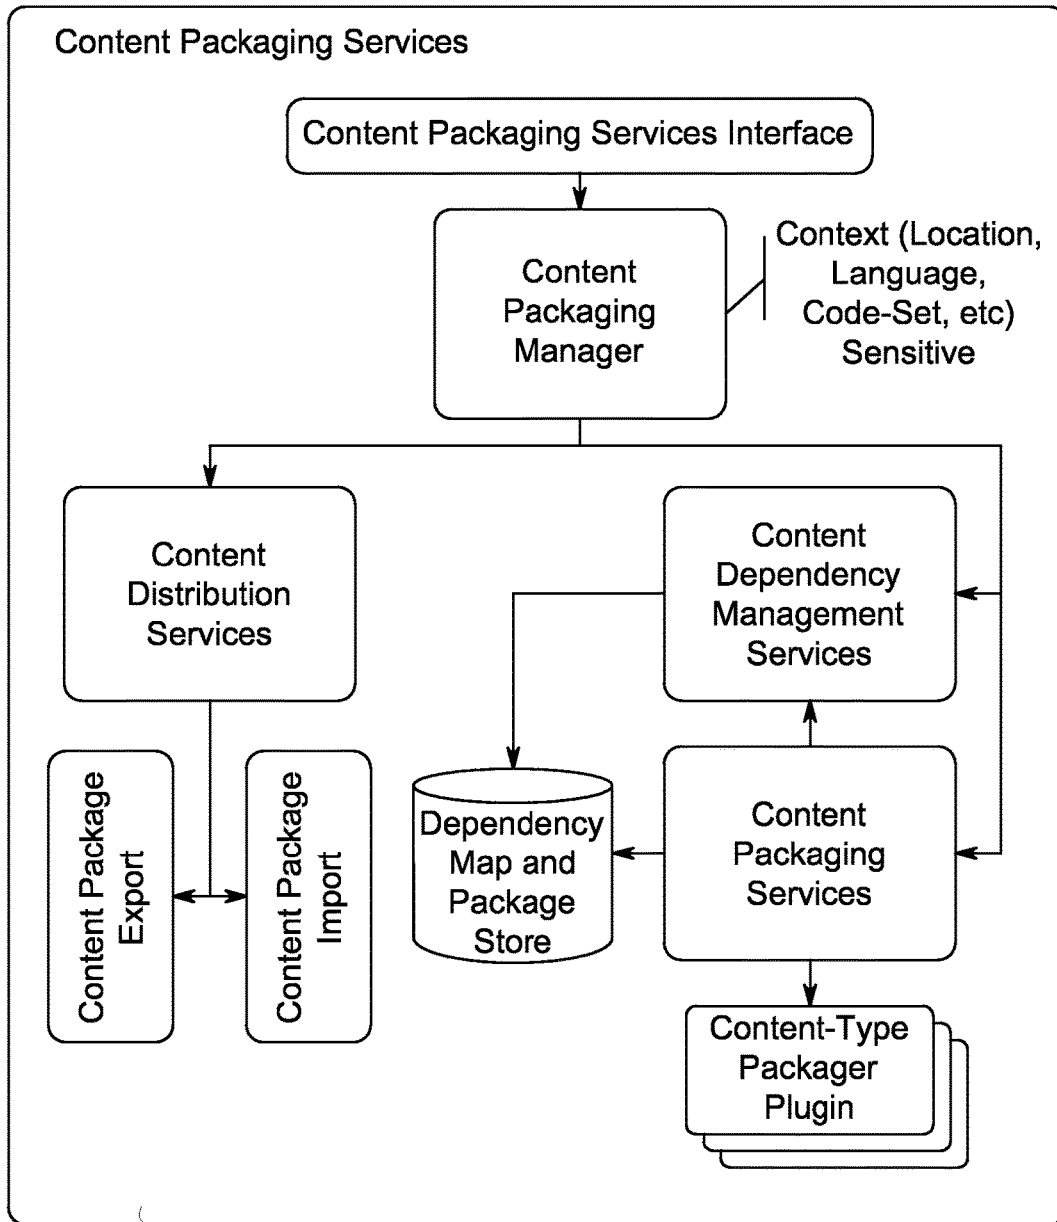 Content Packaging Services
Content Packaging Services Interface
Content
Packaging
Manager
Context (Location,
Language,
Code-Set, etc)
Sensitive
Content
Distribution
Services
Content
Dependency
Management
Services
Content Package
Export
Content Package
Import
Dependency
Map and
Package
Store
Content
Packaging
Services
Content-Type
Packager
Plugin